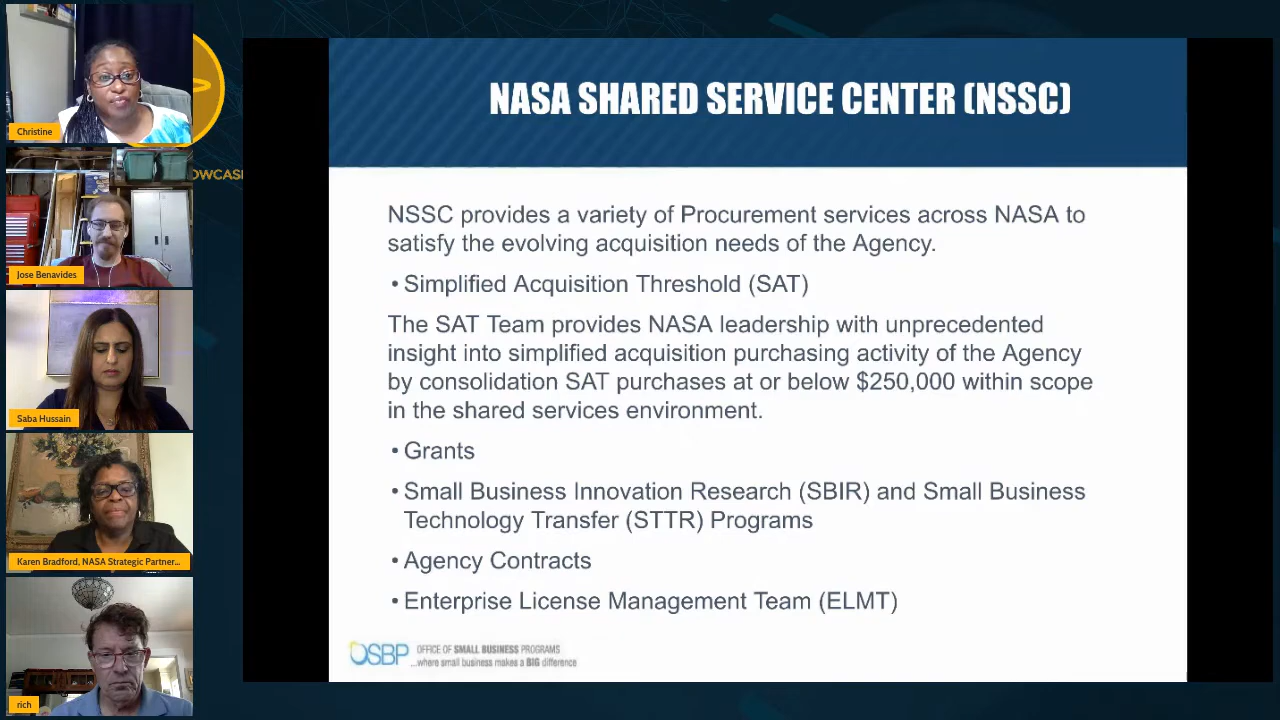 Christine
Jose Benavides
Saba Hussain
Karen Bradford, NASA Strategic Partner...
rich
OWCASE
NASA SHARED SERVICE CENTER (NSSC)
NSSC provides a variety of Procurement services across NASA to
satisfy the evolving acquisition needs of the Agency.
• Simplified Acquisition Threshold (SAT)
The SAT Team provides NASA leadership with unprecedented
insight into simplified acquisition purchasing activity of the Agency
by consolidation SAT purchases at or below $250,000 within scope
in the shared services environment.
• Grants
• Small Business Innovation Research (SBIR) and Small Business
Technology Transfer (STTR) Programs
• Agency Contracts
• Enterprise License Management Team (ELMT)
OSBP OFFICE OF SMALL BUSINESS PROGRAMS
...where small business makes a BIG difference